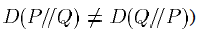 D(P//Q) ≠ D(Q//P))